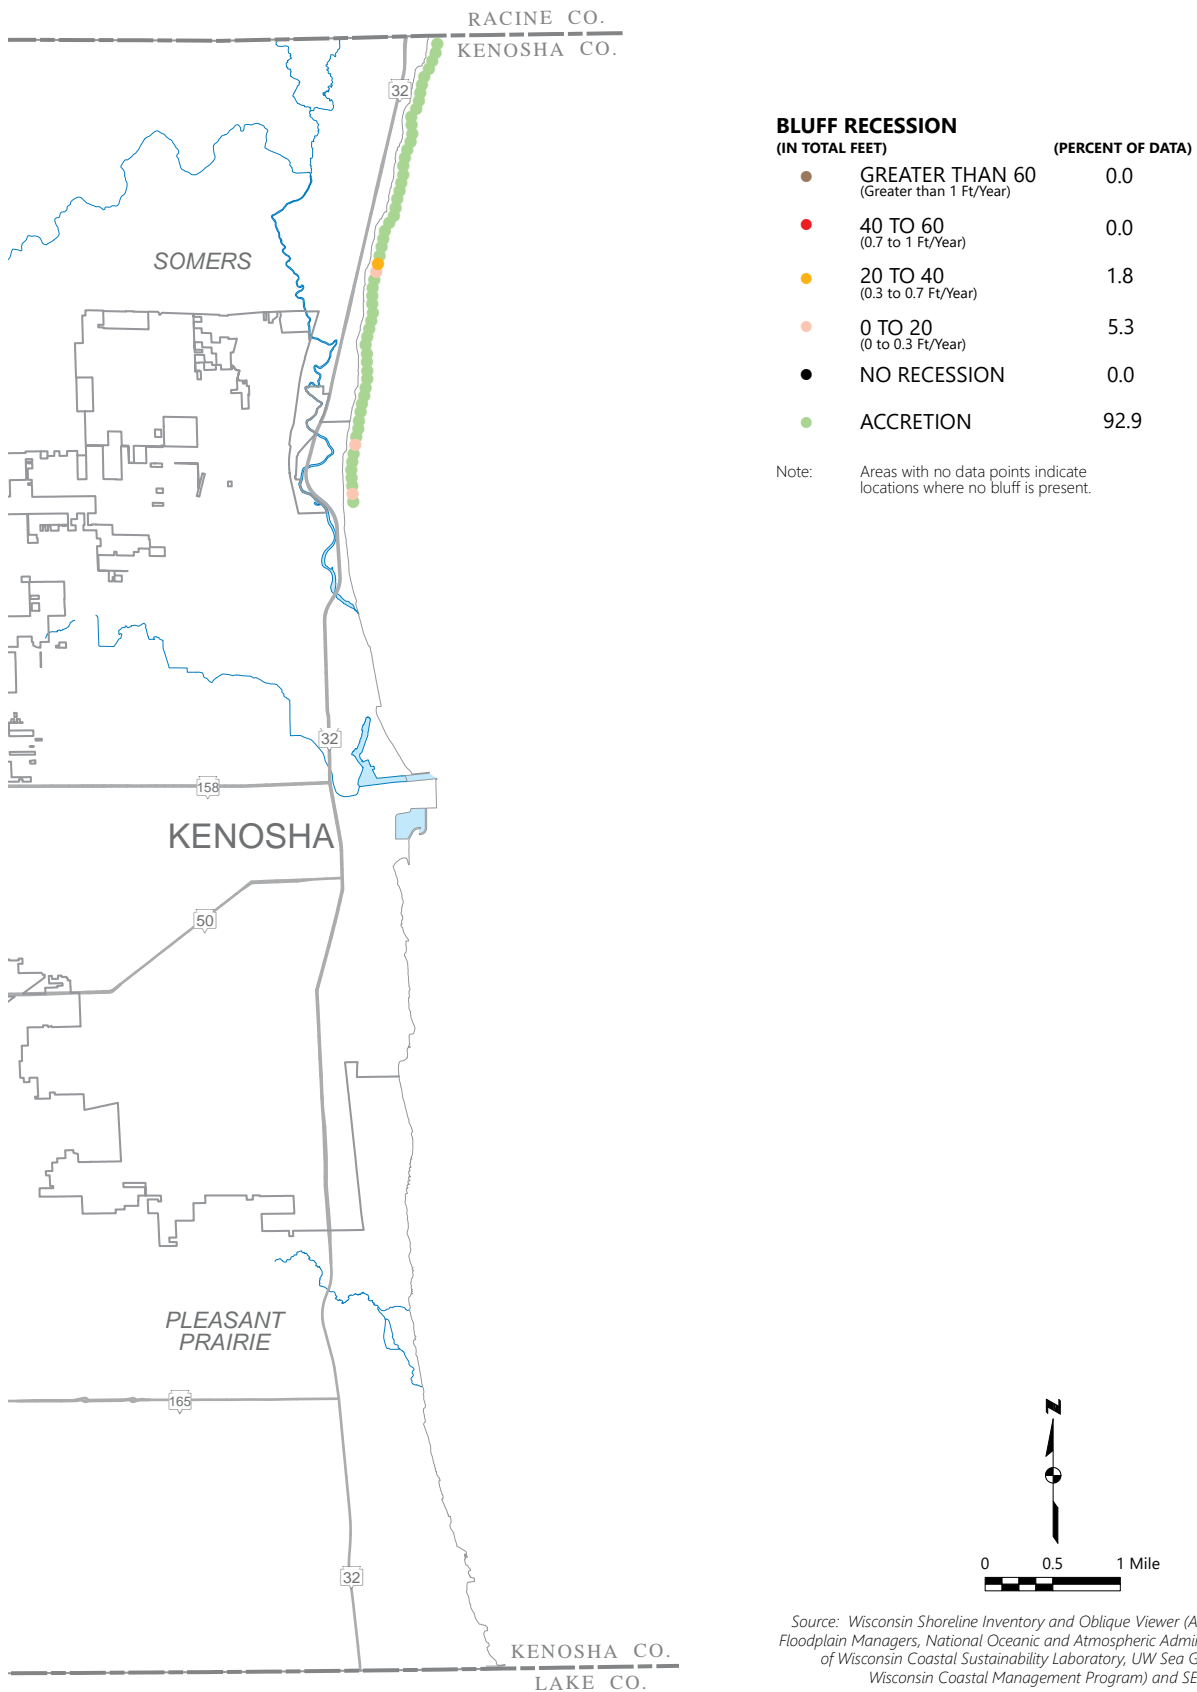 RACINE CO.
KENOSHA CO.
32
SOMERS
BLUFF RECESSION
(IN TOTAL FEET) (PERCENT OF DATA)
GREATER THAN 60 0.0
(Greater than 1 Ft/Year)
40 TO 60 0.0
(0.7 to 1 Ft/Year)
20 TO 40 1.8
(0.3 to 0.7 Ft/Year)
0 TO 20 5.3
(0 to 0.3 Ft/Year)
NO RECESSION 0.0
ACCRETION 92.9
Note: Areas with no data points indicate
locations where no bluff is present.
32
158
KENOSHA
50
PLEASANT
PRAIRIE
165
32
Z
0 0.5 1 Mile
Source: Wisconsin Shoreline Inventory and Oblique Viewer (A
Floodplain Managers, National Oceanic and Atmospheric Admi
of Wisconsin Coastal Sustainability Laboratory, UW Sea G
Wisconsin Coastal Management Program) and SE
KENOSHA CO.
LAKE CO.